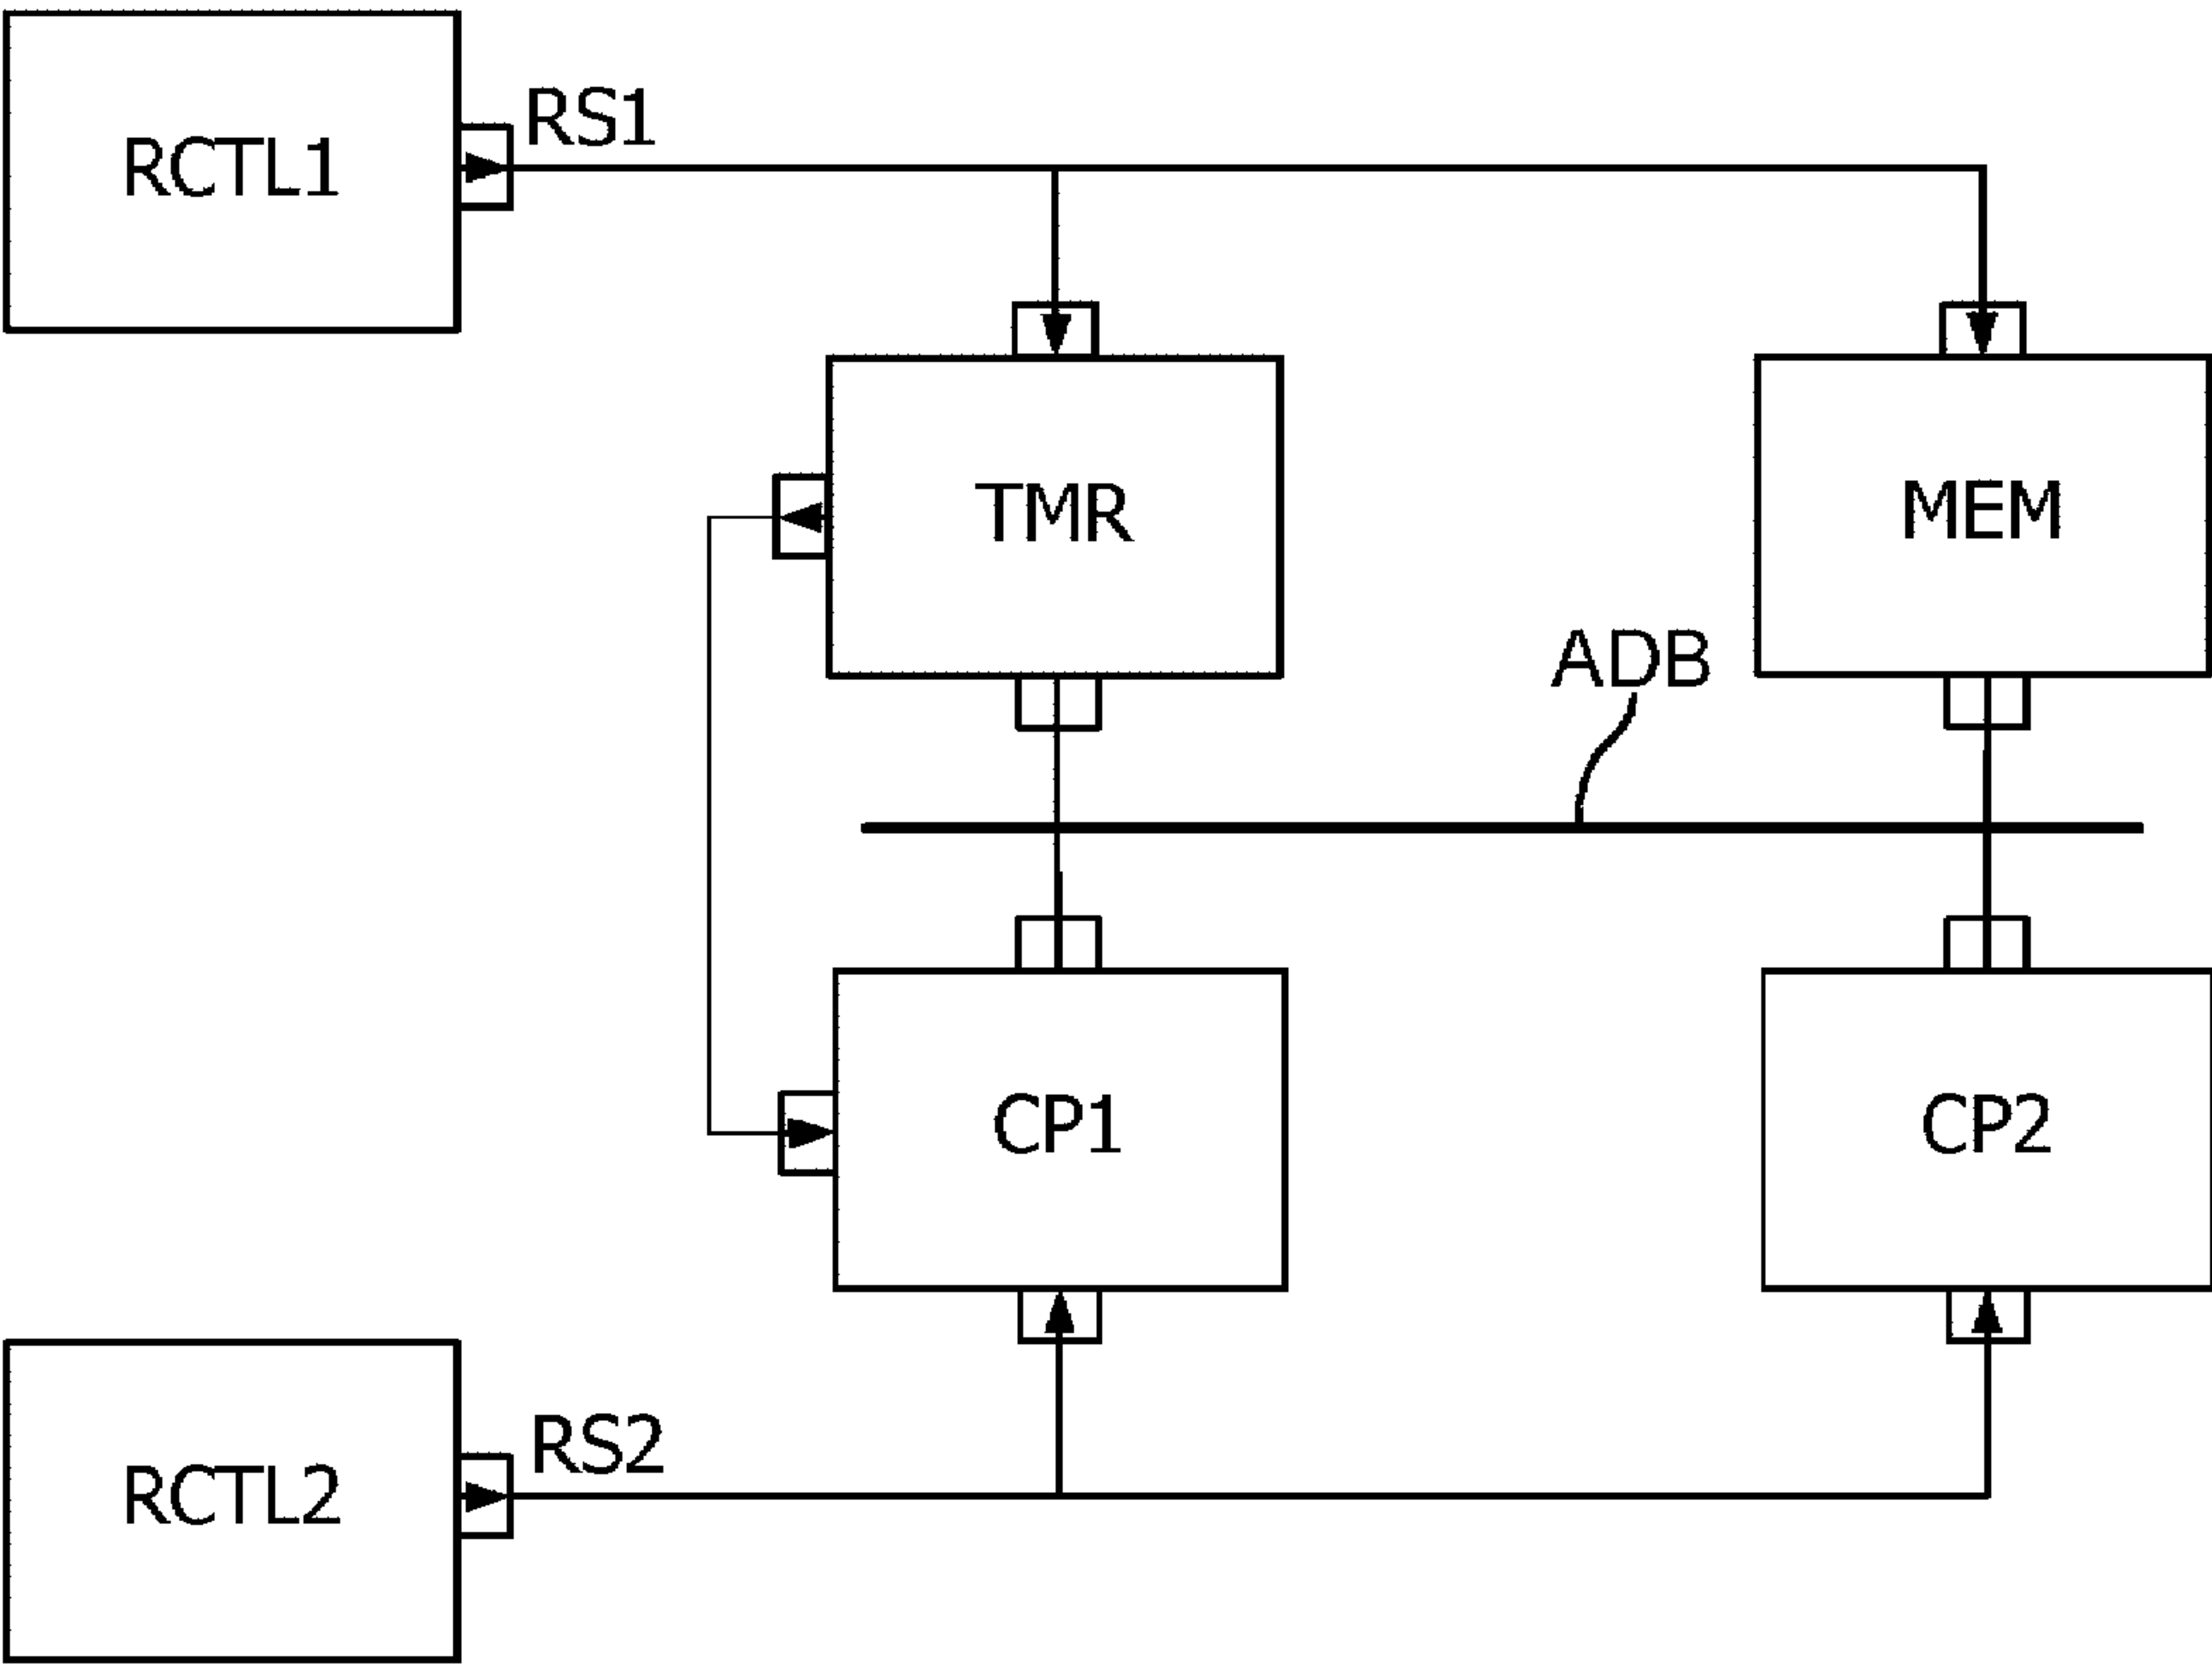 RS1
RCTL1
TMR
MEM
ADB
CP1
CP2
RS2
RCTL2